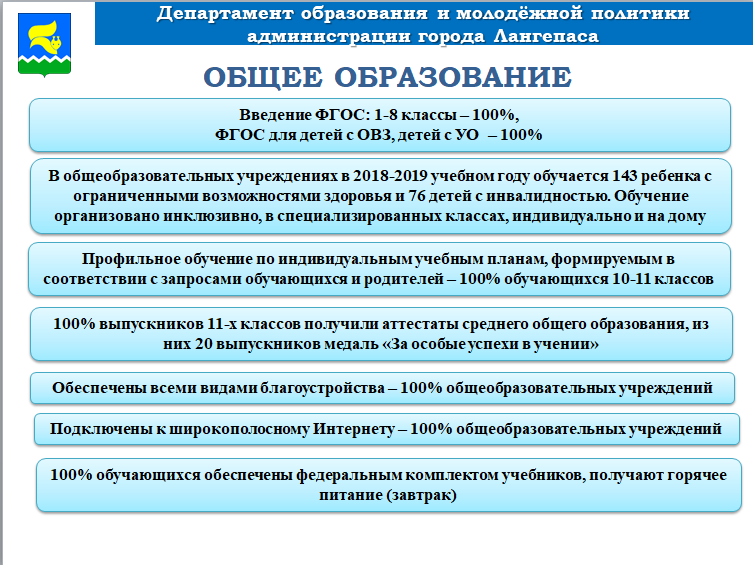 Департамент образования и молодёжной политики
администрации города Лангепаса
ОБЩЕЕ ОБРАЗОВАНИЕ
Введение ФГОС: 1-8 классы – 100%,
ФГОС для детей с ОВЗ, детей с УО – 100%
В общеобразовательных учреждениях в 2018-2019 учебном году обучается 143 ребенка с
ограниченными возможностями здоровья и 76 детей с инвалидностью. Обучение
организовано инклюзивно, в специализированных классах, индивидуально и на дому
Профильное обучение по индивидуальным учебным планам, формируемым в
соответствии с запросами обучающихся и родителей – 100% обучающихся 10-11 классов
100% выпускников 11-х классов получили аттестаты среднего общего образования, из
них 20 выпускников медаль «За особые успехи в учении»
Обеспечены всеми видами благоустройства – 100% общеобразовательных учреждений
Подключены к широкополосному Интернету – 100% общеобразовательных учреждений
100% обучающихся обеспечены федеральным комплектом учебников, получают горячее
питание (завтрак)